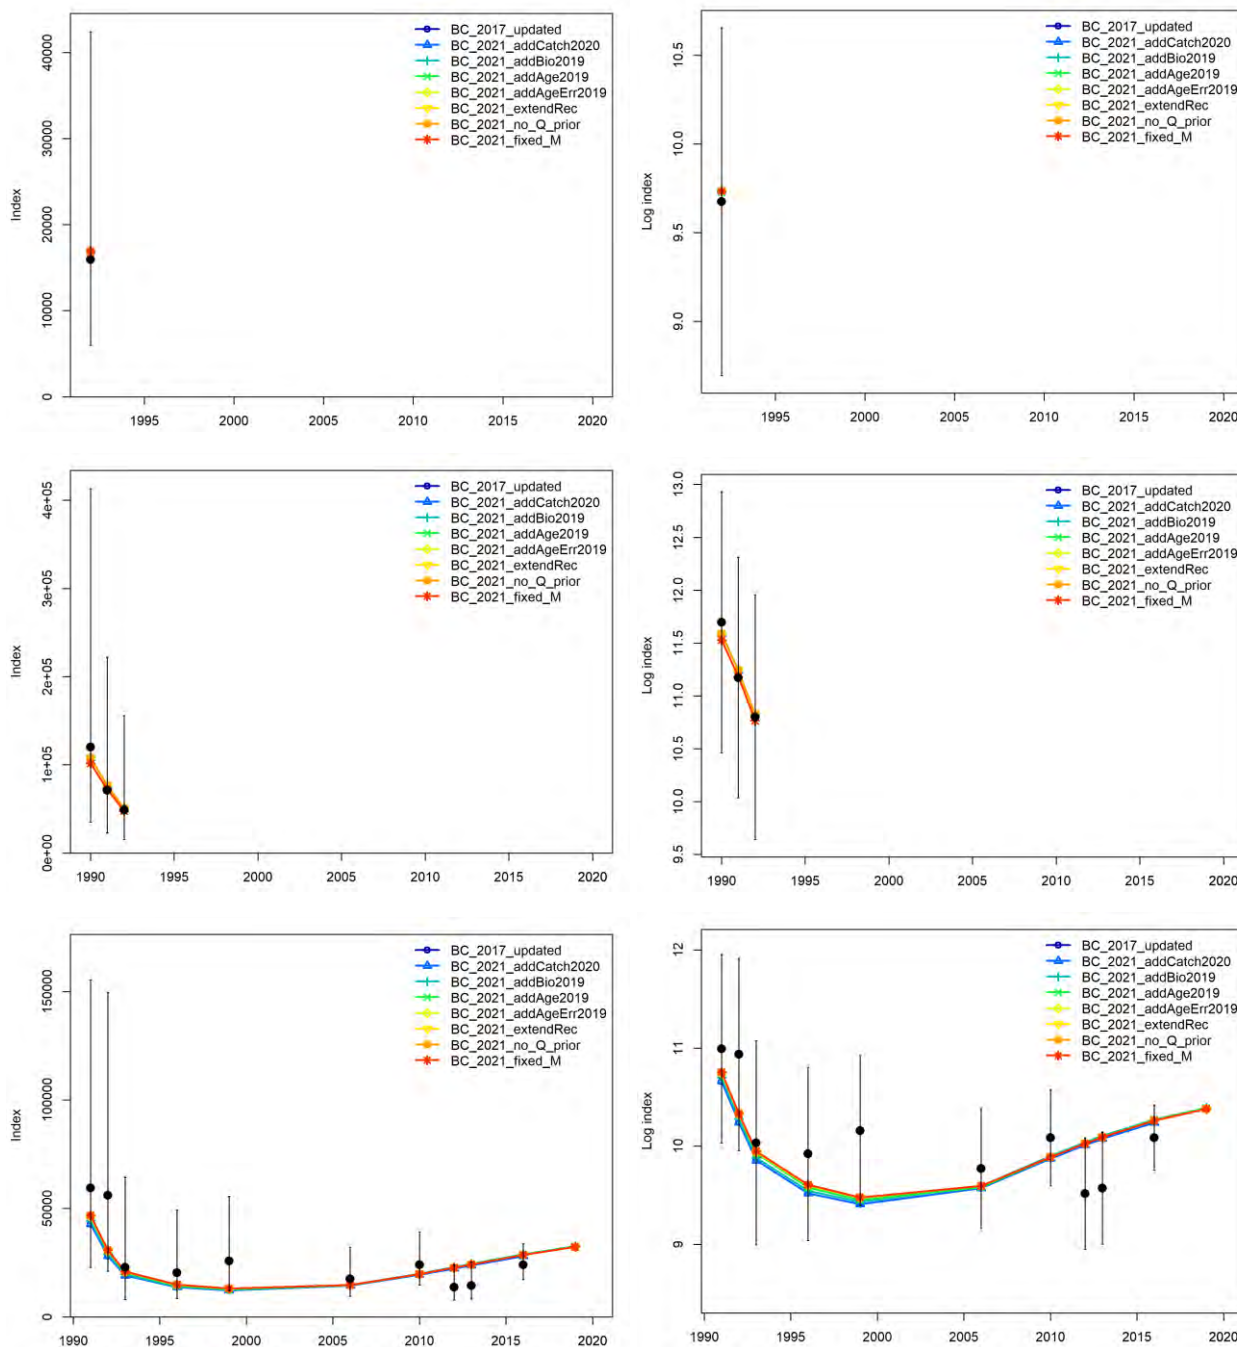 Index
0
10000
20000
30000
40000
1995
2000
2005
2010
2015
2020
BC_2017_updated
BC_2021_addCatch2020
BC_2021_addBio2019
BC_2021_addAge2019
BC_2021_addAgeErr2019
BC_2021_extendRec
BC_2021_no_Q_prior
BC_2021_fixed_M
Log index
9.0
9.5
10.0
10.5
1995
2000
2005
2010
2015
2020
BC_2017_updated
BC_2021_addCatch2020
BC_2021_addBio2019
BC_2021_addAge2019
BC_2021_addAgeErr2019
BC_2021_extendRec
BC_2021_no_Q_prior
BC_2021_fixed_M
Index
0e+00
1e+05
2e+05
3e+05
4e+05
1990
1995
2000
2005
2010
2015
2020
BC_2017_updated
BC_2021_addCatch2020
BC_2021_addBio2019
BC_2021_addAge2019
BC_2021_addAgeErr2019
BC_2021_extendRec
BC_2021_no_Q_prior
BC_2021_fixed_M
Log index
9.5
10.0
10.5
11.0
11.5
12.0
12.5
13.0
1990
1995
2000
2005
2010
2015
2020
BC_2017_updated
BC_2021_addCatch2020
BC_2021_addBio2019
BC_2021_addAge2019
BC_2021_addAgeErr2019
BC_2021_extendRec
BC_2021_no_Q_prior
BC_2021_fixed_M
Index
0
50000
100000
150000
1990
1995
2000
2005
2010
2015
2020
BC_2017_updated
BC_2021_addCatch2020
BC_2021_addBio2019
BC_2021_addAge2019
BC_2021_addAgeErr2019
BC_2021_extendRec
BC_2021_no_Q_prior
BC_2021_fixed_M
Log index
9
10
11
12
1990
1995
2000
2005
2010
2015
2020
BC_2017_updated
BC_2021_addCatch2020
BC_2021_addBio2019
BC_2021_addAge2019
BC_2021_addAgeErr2019
BC_2021_extendRec
BC_2021_no_Q_prior
BC_2021_fixed_M